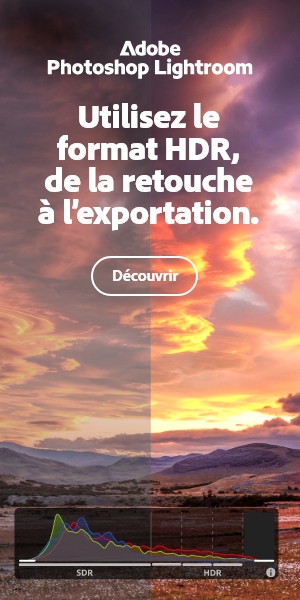 Adobe
Photoshop Lightroom
Utilisez le
format HDR,
de la retouche
à l'exportation.
Découvrir
SDR HDR